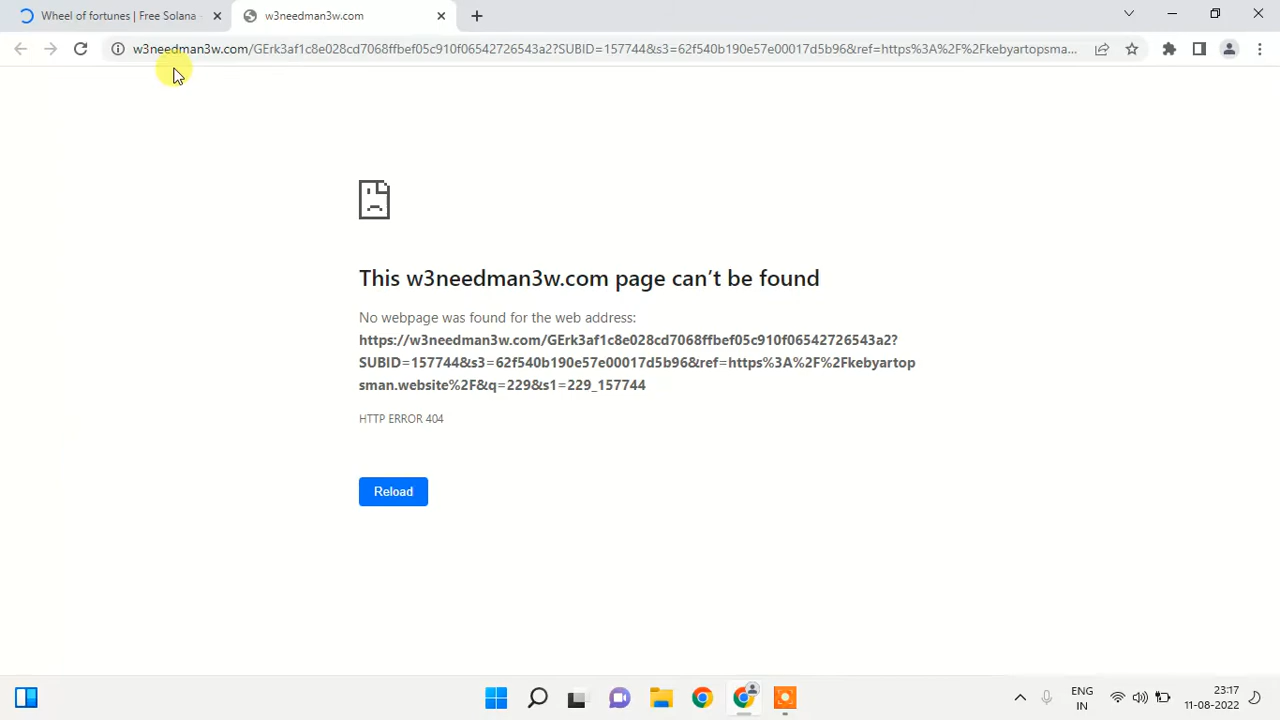 Wheel of fortunes | Free Solana
w3needman3w.com
w3needman3w.com/GErk3af1c8e028cd7068ffbef05c910f06542726543a2?SUBID=157744&s3=62f540b190e57e00017d5b96&ref=https%3A%2F%2Fkebyartopsma...
This w3needman3w.com page can’t be found
No webpage was found for the web address:
https://w3needman3w.com/GErk3af1c8e028cd7068ffbef05c910f06542726543a2?
SUBID=157744&s3=62f540b190e57e00017d5b96&ref=https%3A%2F%2Fkebyartop
sman.website%2F&q=229&s1=229_157744
HTTP ERROR 404
Reload
ENG
IN
23:17
11-08-2022